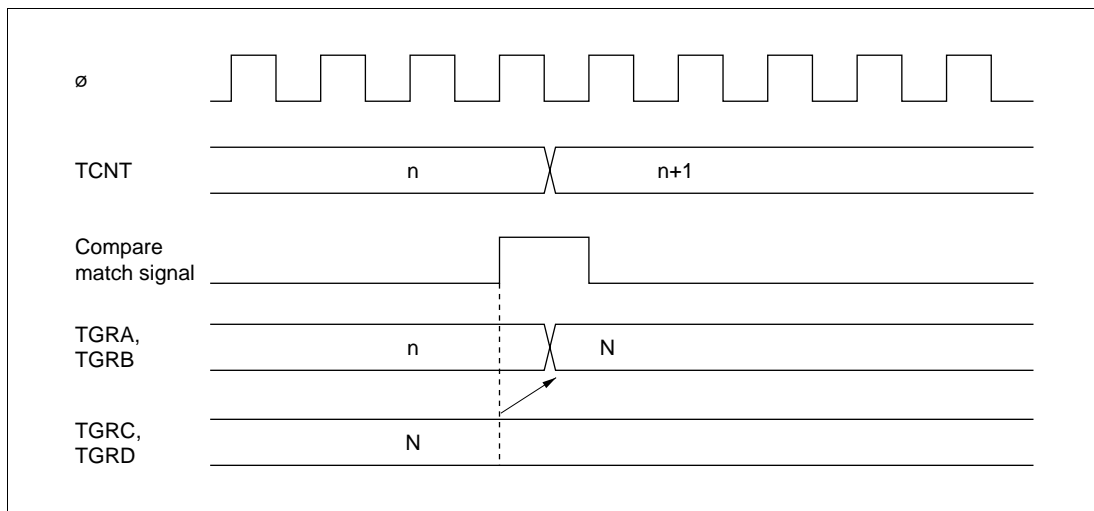 ø
TCNT
n
n+1
Compare
match signal
TGRA,
TGRB
n
N
TGRC,
TGRD
N